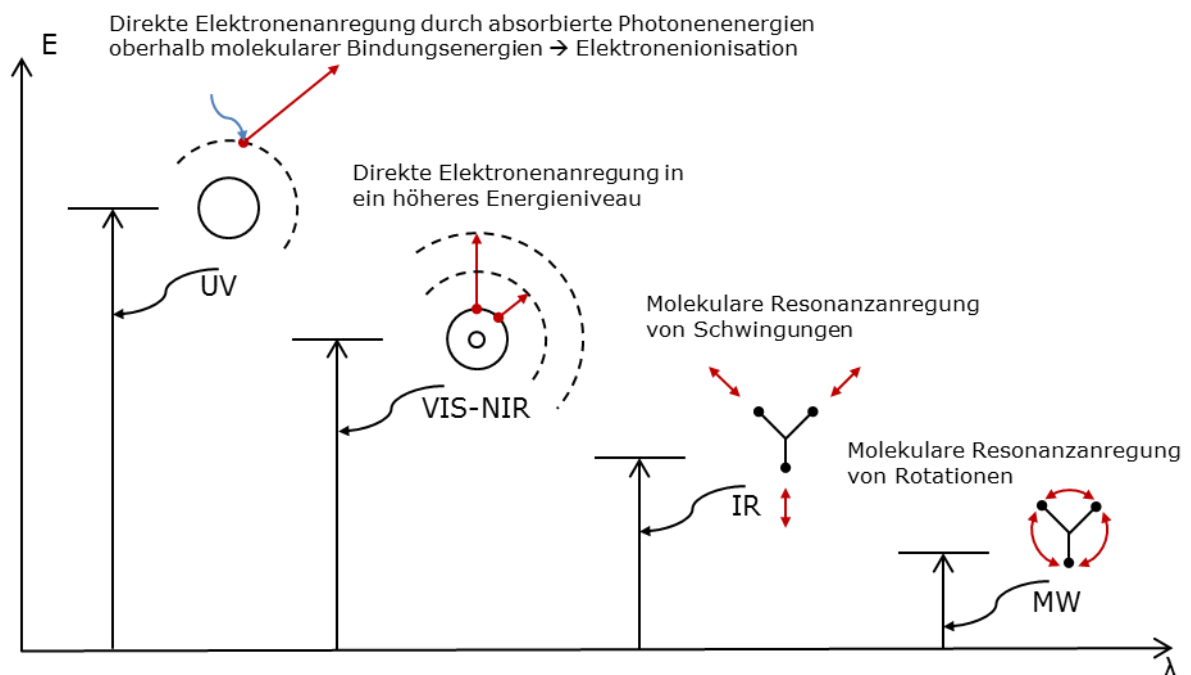 Direkte Elektronenanregung durch absorbierte Photonenenergien
oberhalb molekularer Bindungsenergien → Elektronenionisation
E
Direkte Elektronenanregung in
ein höheres Energieniveau
UV
Molekulare Resonanzanregung
von Schwingungen
VIS-NIR
Molekulare Resonanzanregung
von Rotationen
IR
MW
λ